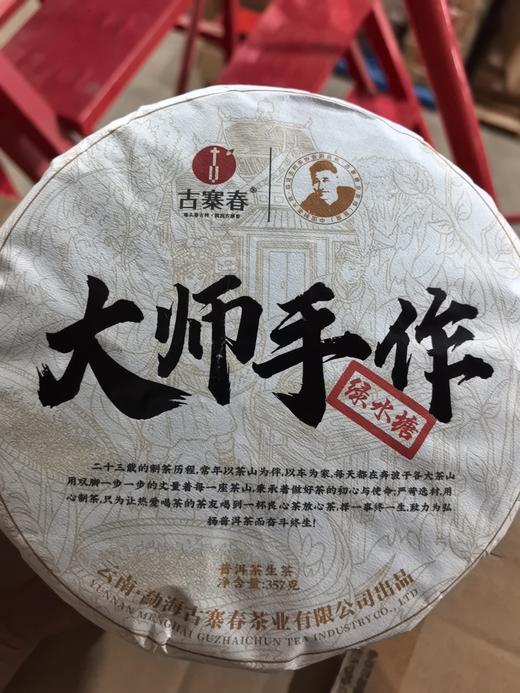 古寨春®
大师手作
绿水塘
二十三载的制茶历程,常年以茶山为伴,以车为家,每天都在奔波于各大茶山
用双脚一步一步的丈量着每一座茶山,秉承着做好茶的初心与使命;严苛选材,用
心制茶,只为让热爱喝茶的茶友喝到一杯良心茶放心茶,择一事终一生,致力为弘
扬普洱茶而奋斗终生!
普洱茶生茶
净含量:357克
云南·勐海古寨春茶业有限公司出品
YUNNAN MENGHAI GUZHAICHUN TEA INDUSTRY CO., LTD